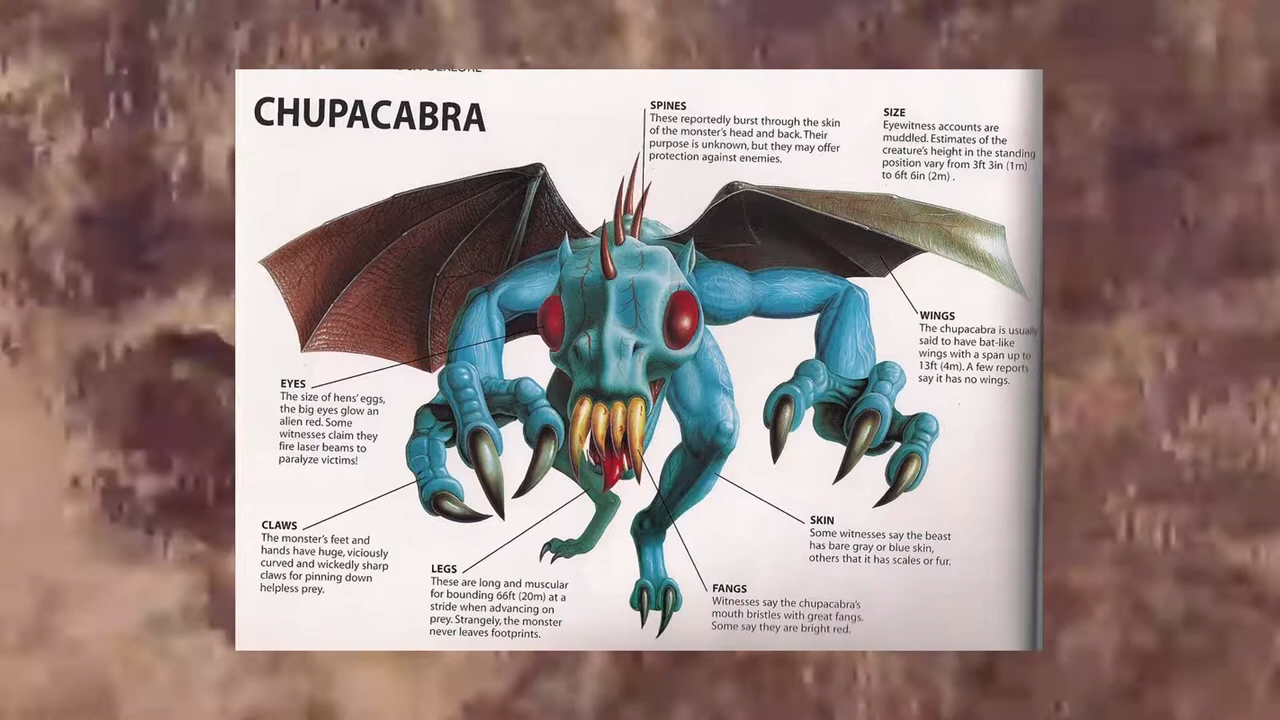 CHUPACABRA
SPINES
These reportedly burst through the skin
of the monster's head and back. Their
purpose is unknown, but they may offer
protection against enemies.
SIZE
Eyewitness accounts are
muddled. Estimates of the
creature's height in the standing
position vary from 3ft 3in (1m)
to 6ft 6in (2m) .
WINGS
The chupacabra is usually
said to have bat-like
wings with a span up to
13ft (4m). A few reports
say it has no wings.
EYES
The size of hens' eggs,
the big eyes glow an
alien red. Some
witnesses claim they
fire laser beams to
paralyze victims!
CLAWS
The monster's feet and
hands have huge, viciously
curved and wickedly sharp
claws for pinning down
helpless prey.
LEGS
These are long and muscular
for bounding 66ft (20m) at a
stride when advancing on
prey. Strangely, the monster
never leaves footprints.
SKIN
Some witnesses say the beast
has bare gray or blue skin,
others that it has scales or fur.
FANGS
Witnesses say the chupacabra's
mouth bristles with great fangs.
Some say they are bright red.